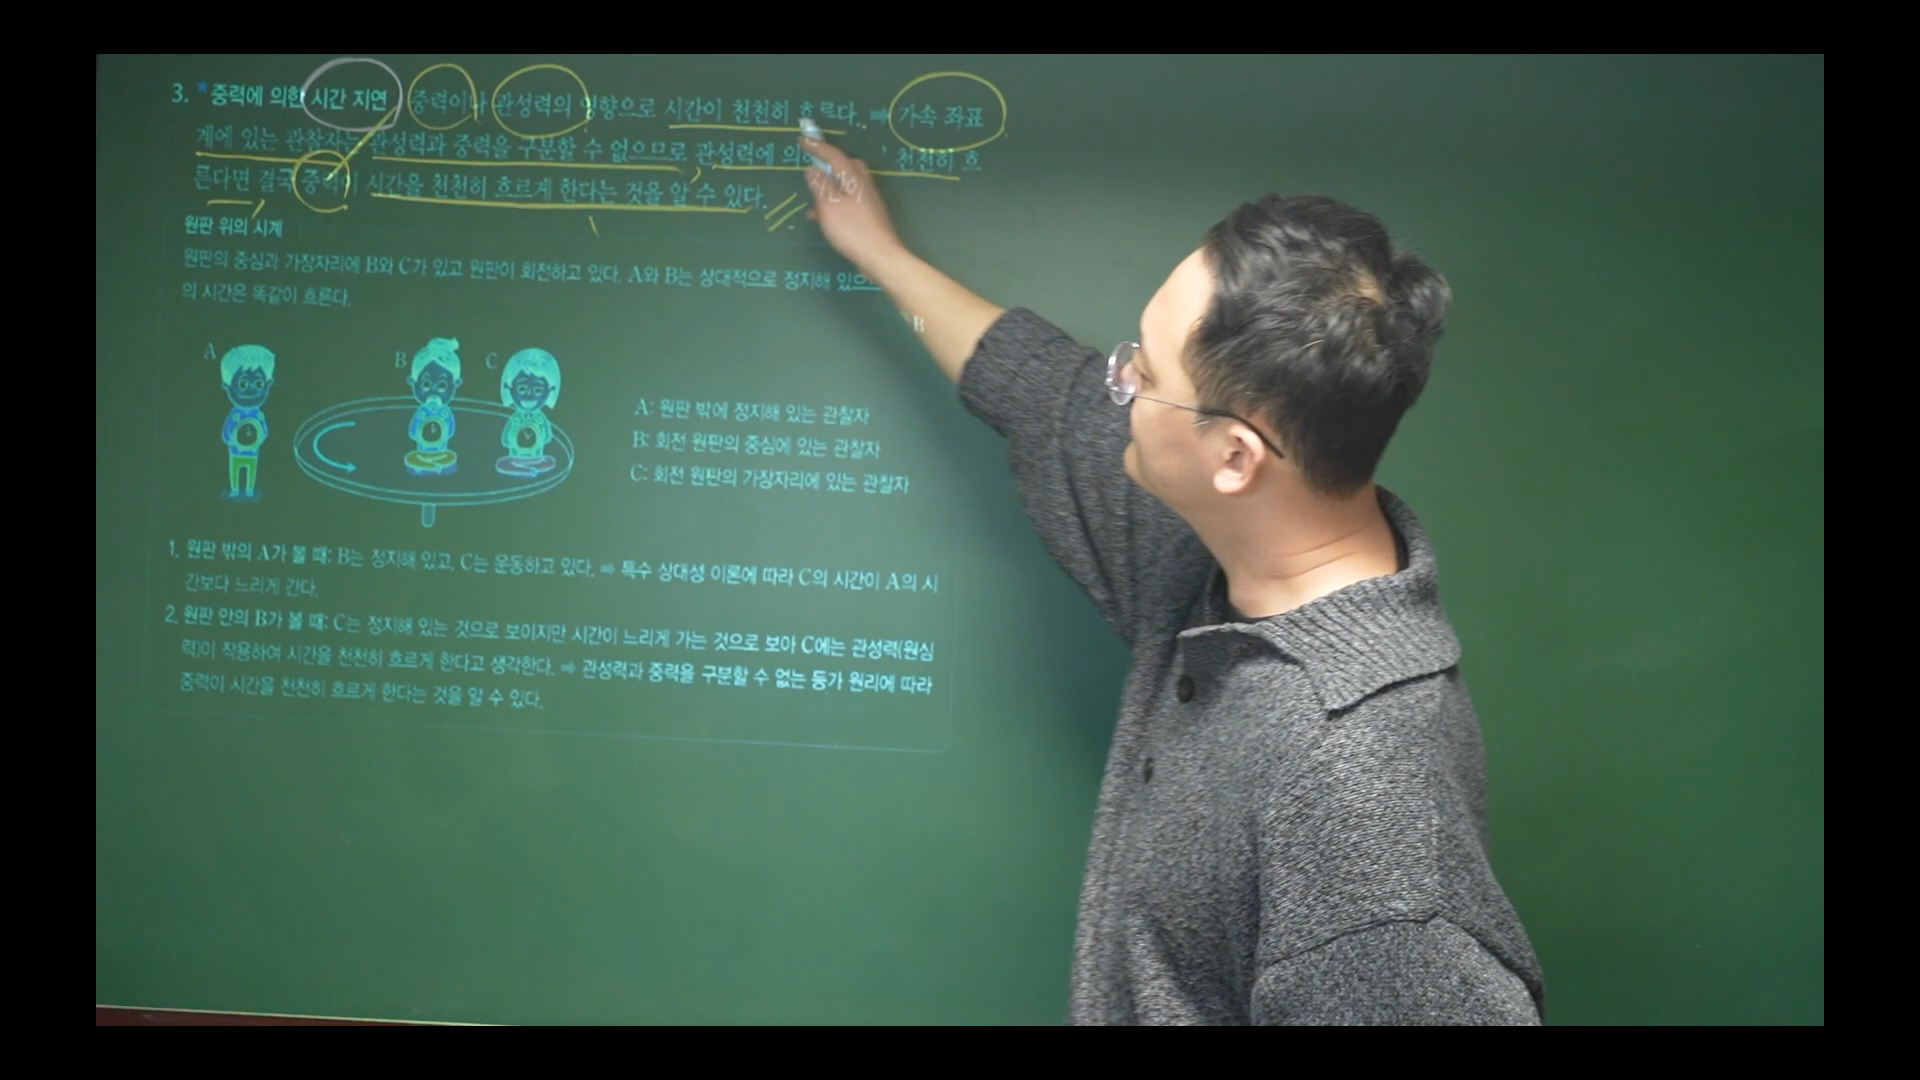 3. *중력에 의한 시간 지연 중력이나 관성력의 영향으로 시간이 천천히 흐른다. ➡ 가속 좌표
계에 있는 관찰자는 관성력과 중력을 구분할 수 없으므로 관성력에 의해 시간이 천천히 흐
른다면 결국 중력이 시간을 천천히 흐르게 한다는 것을 알 수 있다.
원판 위의 시계
원판의 중심과 가장자리에 B와 C가 있고 원판이 회전하고 있다. A와 B는 상대적으로 정지해 B
의 시간은 똑같이 흐른다.
A
B
C
A: 원판 밖에 정지해 있는 관찰자
B: 회전 원판의 중심에 있는 관찰자
C: 회전 원판의 가장자리에 있는 관찰자
1. 원판 밖의 A가 볼 때: B는 정지해 있고, C는 운동하고 있다. ➡ 특수 상대성 이론에 따라 C의 시간이 A의 시
간보다 느리게 간다.
2. 원판 안의 B가 볼 때: C는 정지해 있는 것으로 보이지만 시간이 느리게 가는 것으로 보아 C에는 관성력(원심
력)이 작용하여 시간을 천천히 흐르게 한다고 생각한다. ➡ 관성력과 중력을 구분할 수 없는 등가 원리에 따라
중력이 시간을 천천히 흐르게 한다는 것을 알 수 있다.